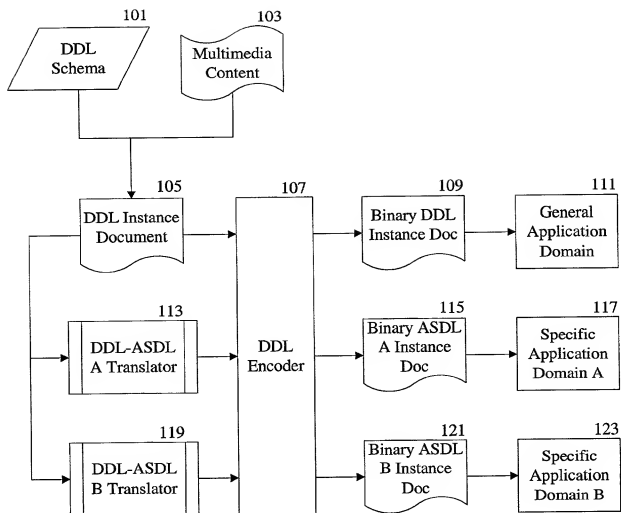 101
DDL
Schema
103
Multimedia
Content
105
DDL Instance
Document
107
DDL
Encoder
109
Binary DDL
Instance Doc
111
General
Application
Domain
113
DDL-ASDL
A Translator
115
Binary ASDL
A Instance
Doc
117
Specific
Application
Domain A
119
DDL-ASDL
B Translator
121
Binary ASDL
B Instance
Doc
123
Specific
Application
Domain B